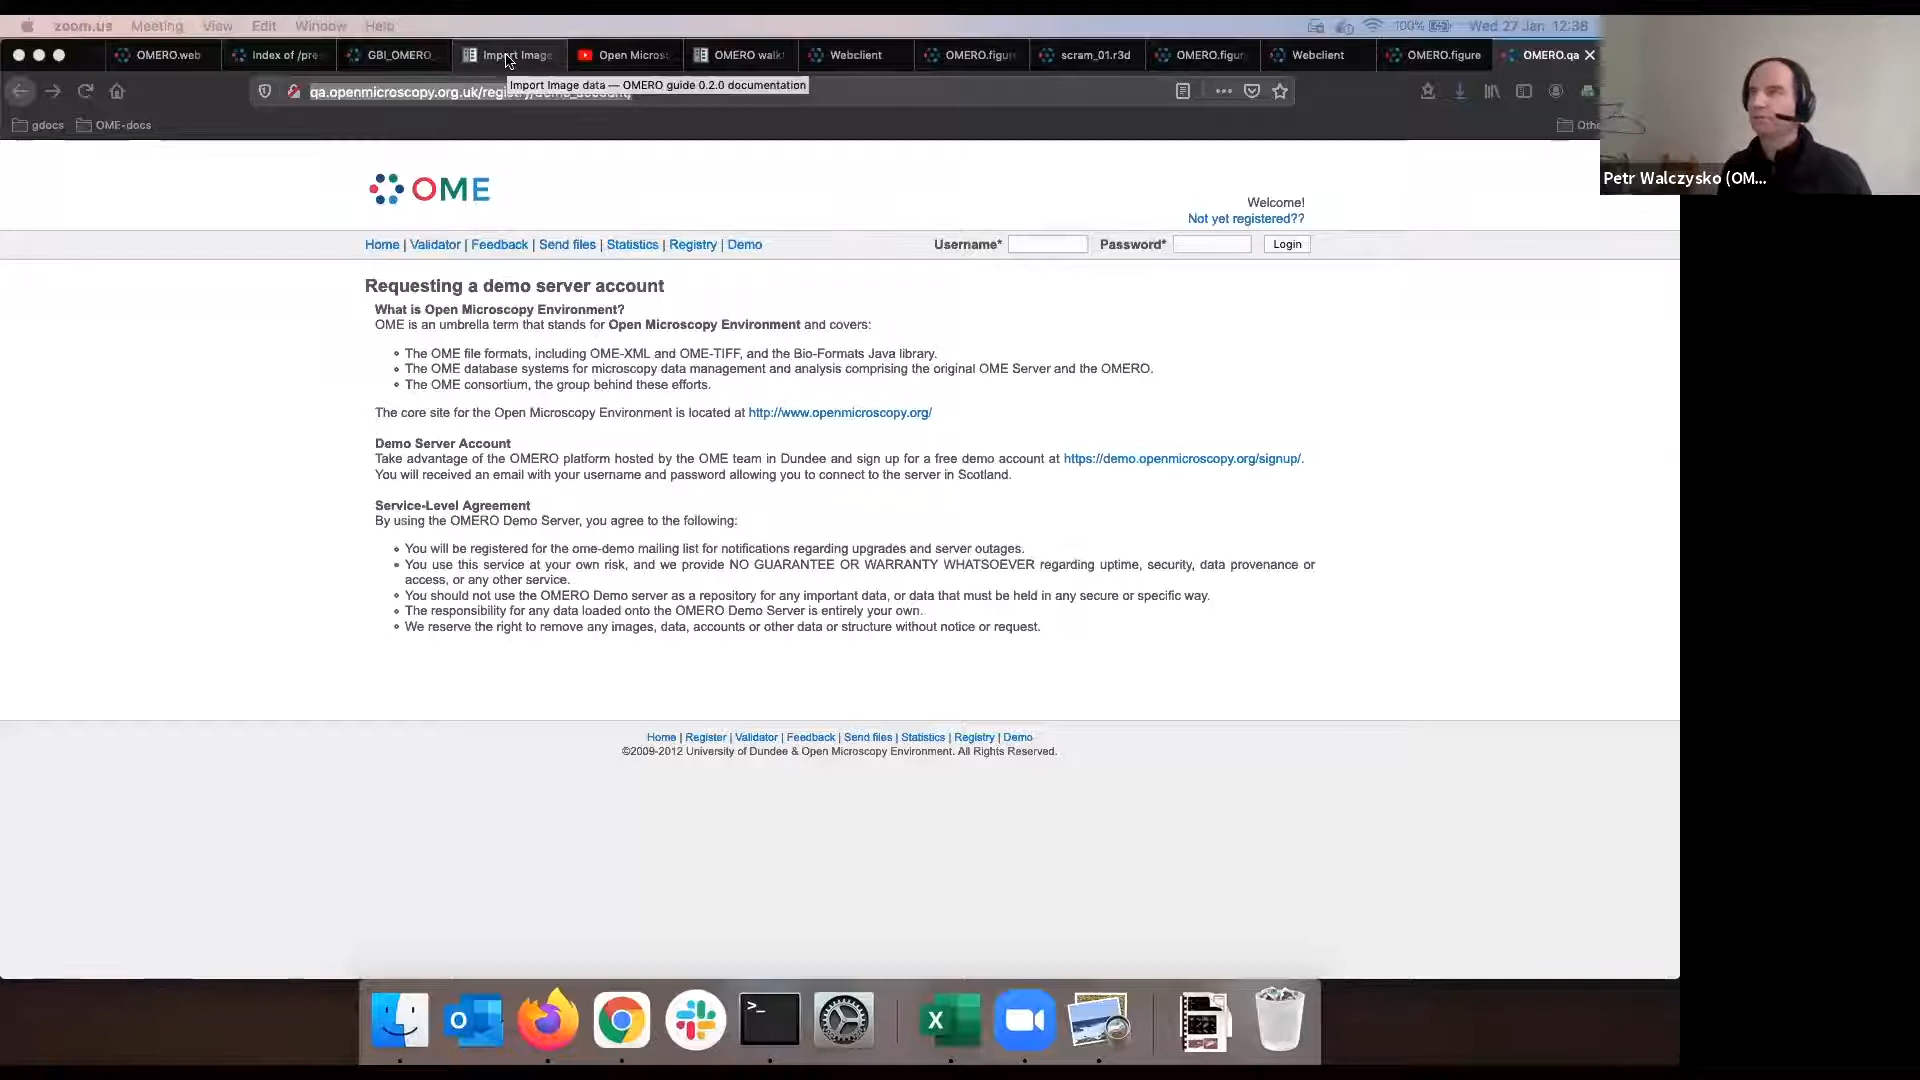 zoom.us Meeting View Edit Window Help 100% Wed 27 Jan 12:38
OMERO.web Index of /pre GBI_OMERO Import Image Open Micros OMERO walk Webclient OMERO.figur scram_01.r3d OMERO.figur Webclient OMERO.figure OMERO.qa
qa.openmicroscopy.org.uk/regi
Import Image data — OMERO guide 0.2.0 documentation
gdocs OME-docs Othe
Petr Walczysko (OM...
OME
Welcome!
Not yet registered??
Home | Validator | Feedback | Send files | Statistics | Registry | Demo Username* Password* Login
Requesting a demo server account
What is Open Microscopy Environment?
OME is an umbrella term that stands for Open Microscopy Environment and covers:
The OME file formats, including OME-XML and OME-TIFF, and the Bio-Formats Java library.
The OME database systems for microscopy data management and analysis comprising the original OME Server and the OMERO.
The OME consortium, the group behind these efforts.
The core site for the Open Microscopy Environment is located at http://www.openmicroscopy.org/
Demo Server Account
Take advantage of the OMERO platform hosted by the OME team in Dundee and sign up for a free demo account at https://demo.openmicroscopy.org/signup/.
You will received an email with your username and password allowing you to connect to the server in Scotland.
Service-Level Agreement
By using the OMERO Demo Server, you agree to the following:
You will be registered for the ome-demo mailing list for notifications regarding upgrades and server outages.
You use this service at your own risk, and we provide NO GUARANTEE OR WARRANTY WHATSOEVER regarding uptime, security, data provenance or
access, or any other service.
You should not use the OMERO Demo server as a repository for any important data, or data that must be held in any secure or specific way.
The responsibility for any data loaded onto the OMERO Demo Server is entirely your own.
We reserve the right to remove any images, data, accounts or other data or structure without notice or request.
Home | Register | Validator | Feedback | Send files | Statistics | Registry | Demo
©2009-2012 University of Dundee & Open Microscopy Environment. All Rights Reserved.